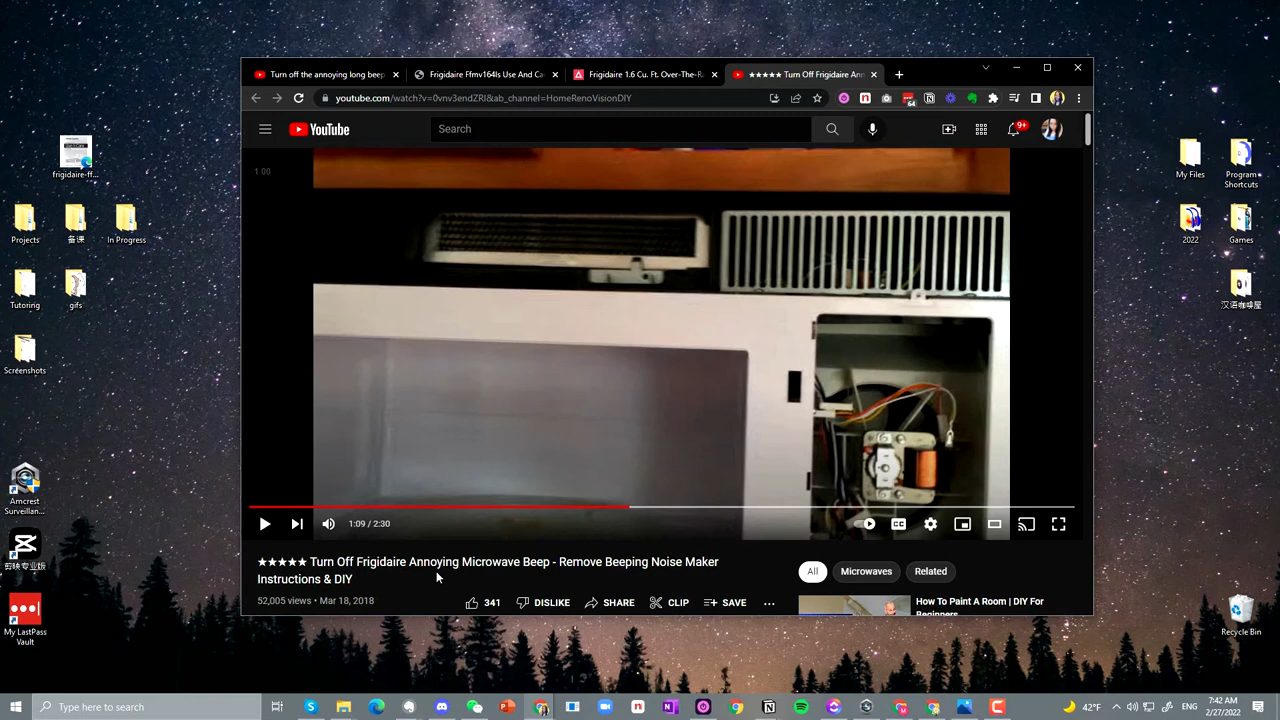 Turn off the annoying long beep
Frigidaire Ffmv164ls Use And Ca
Frigidaire 1.6 Cu. Ft. Over-The-R
★★★★★ Turn Off Frigidaire Ann
youtube.com/watch?v=0vnv3endZRI&ab_channel=HomeRenoVisionDIY
64
YouTube
Search
9+
1 00
1:09 / 2:30
CC
★★★★★ Turn Off Frigidaire Annoying Microwave Beep - Remove Beeping Noise Maker
Instructions & DIY
52,005 views • Mar 18, 2018
341
DISLIKE
SHARE
CLIP
SAVE
All
Microwaves
Related
How To Paint A Room | DIY For
Beginners
frigidaire-ff...
Projects
备课
In Progress
Tutoring
gifs
Screenshots
Amcrest
Surveillan...
剪映专业版
My LastPass
Vault
My Files
Program
Shortcuts
2022
Games
汉语咖啡屋
Recycle Bin
Type here to search
42°F
7:42 AM
2/27/2022